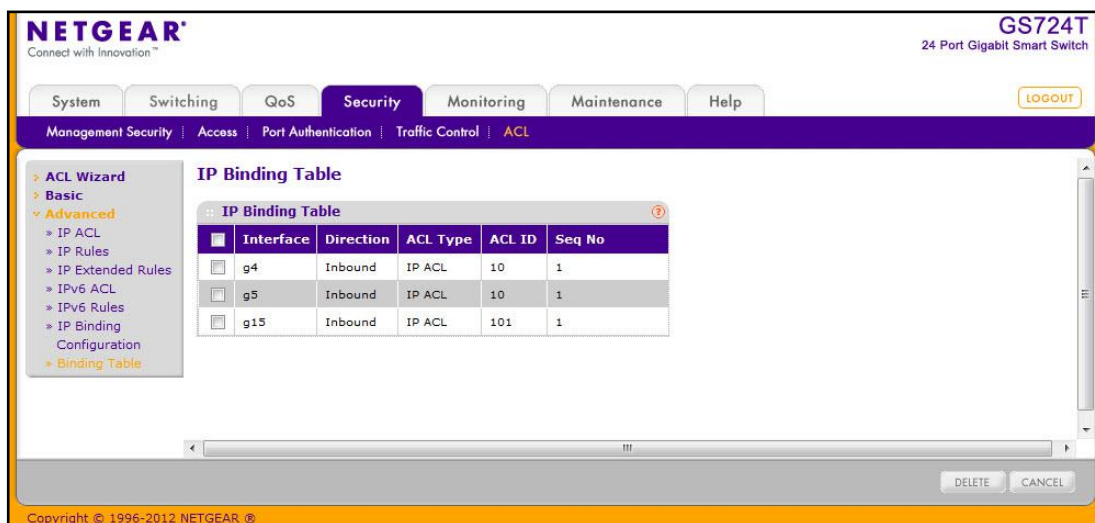 NETGEAR®
Connect with Innovation™
GS724T
24 Port Gigabit Smart Switch
System Switching QoS Security Monitoring Maintenance Help LOGOUT
Management Security Access Port Authentication Traffic Control ACL
ACL Wizard
Basic
Advanced
» IP ACL
» IP Rules
» IP Extended Rules
» IPv6 ACL
» IPv6 Rules
» IP Binding
Configuration
» Binding Table
IP Binding Table
IP Binding Table ?
Interface Direction ACL Type ACL ID Seq No
g4 Inbound IP ACL 10 1
g5 Inbound IP ACL 10 1
g15 Inbound IP ACL 101 1
DELETE CANCEL
Copyright © 1996-2012 NETGEAR ®